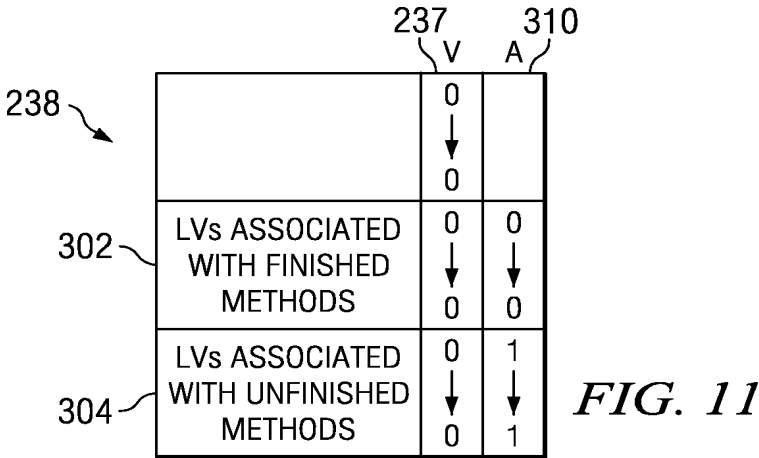 237 310
V A
238
0
0
302
LVs ASSOCIATED
WITH FINISHED
METHODS
0 0
0 0
304
LVs ASSOCIATED
WITH UNFINISHED
METHODS
0 1
0 1
FIG. 11